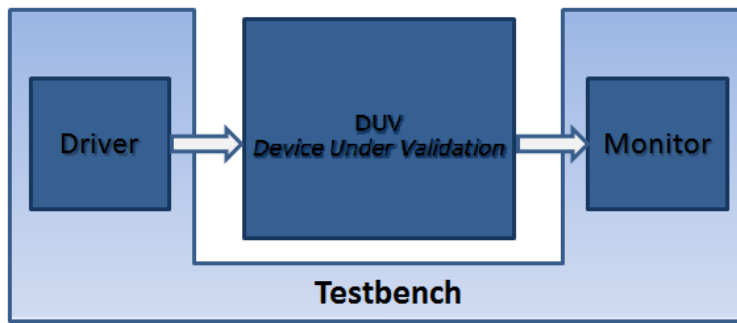 Driver
DUV
Device Under Validation
Monitor
Testbench